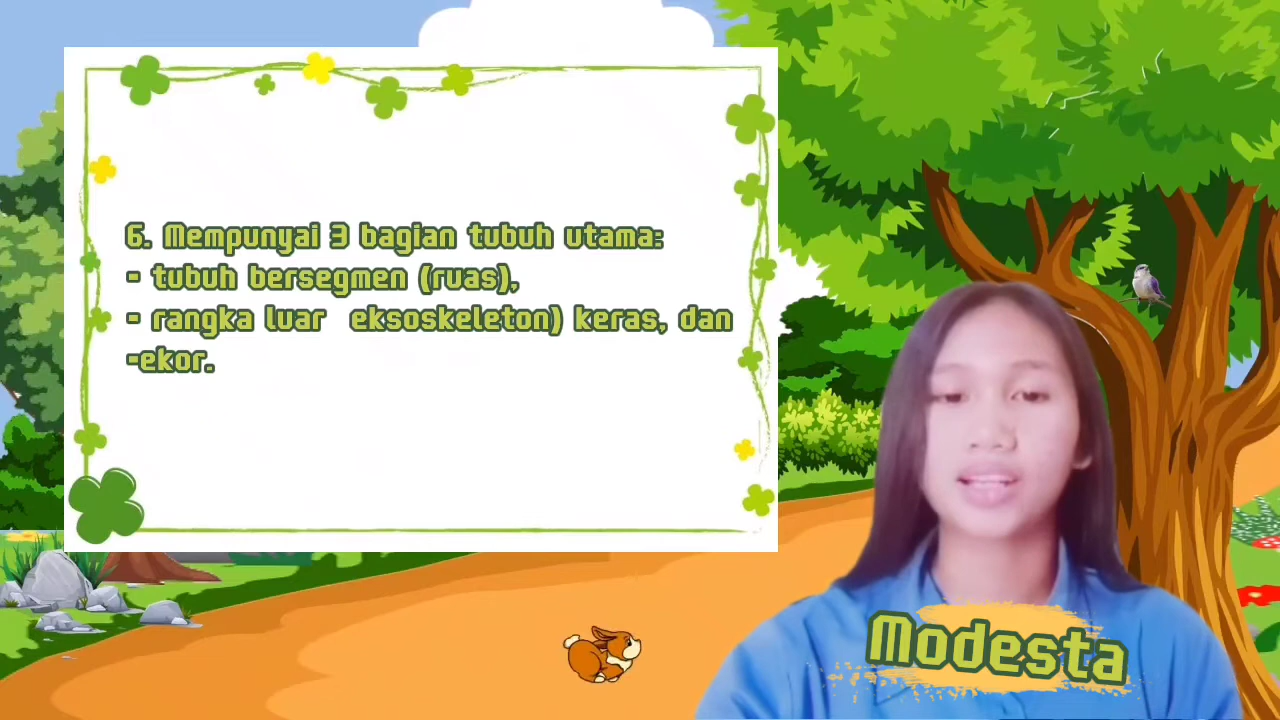 6. Mempunyai 3 bagian tubuh utama:
- tubuh bersegmen (ruas),
- rangka luar  eksoskeleton) keras, dan
-ekor.
Modesta